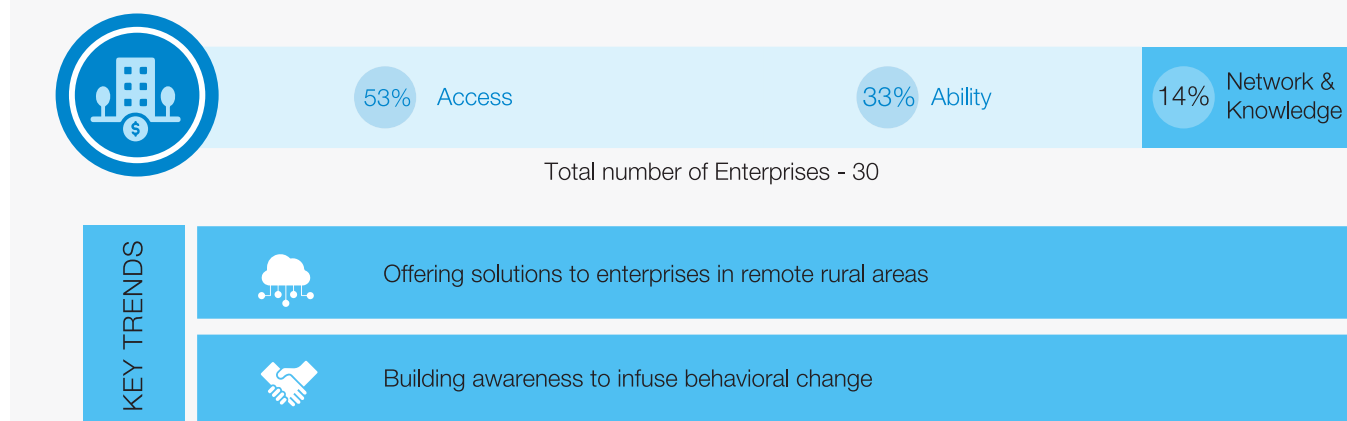 $
53% Access
33% Ability
14% Network &
Knowledge
Total number of Enterprises - 30
KEY TRENDS
Offering solutions to enterprises in remote rural areas
Building awareness to infuse behavioral change